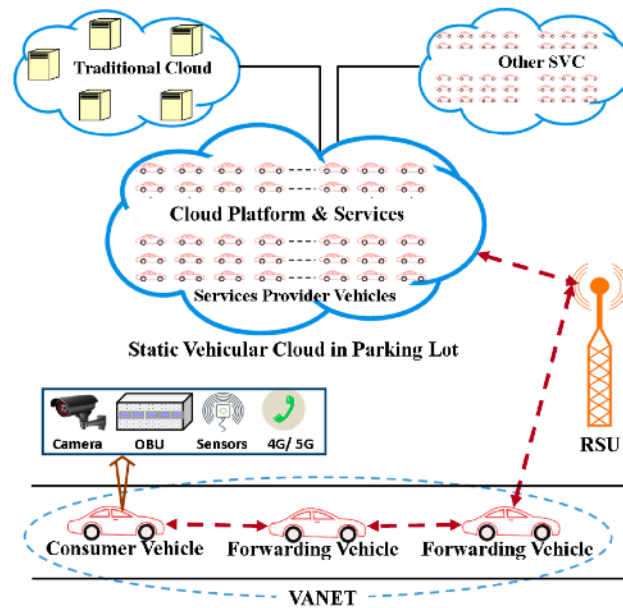 Traditional Cloud
Other SVC
Cloud Platform & Services
Services Provider Vehicles
Static Vehicular Cloud in Parking Lot
Camera
OBU
Sensors
4G/ 5G
RSU
Consumer Vehicle
Forwarding Vehicle
Forwarding Vehicle
VANET